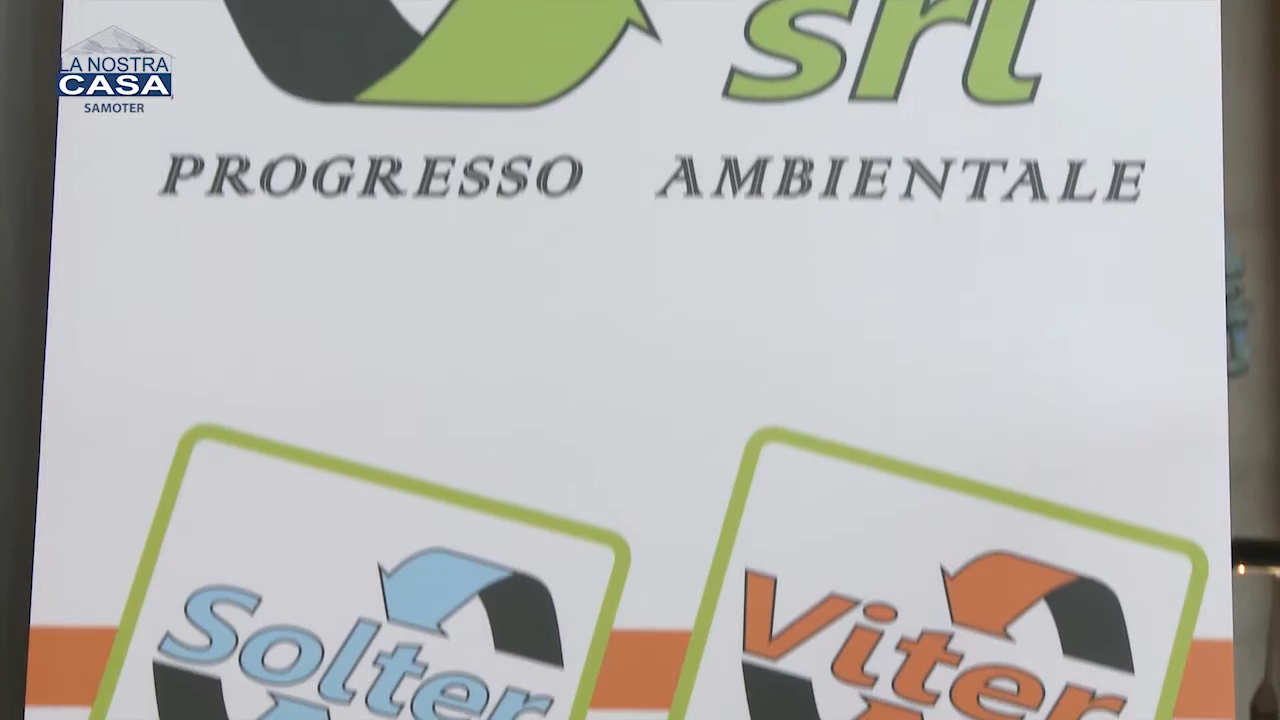 LA NOSTRA
CASA
SAMOTER
srl
PROGRESSO AMBIENTALE
Solter
Viter